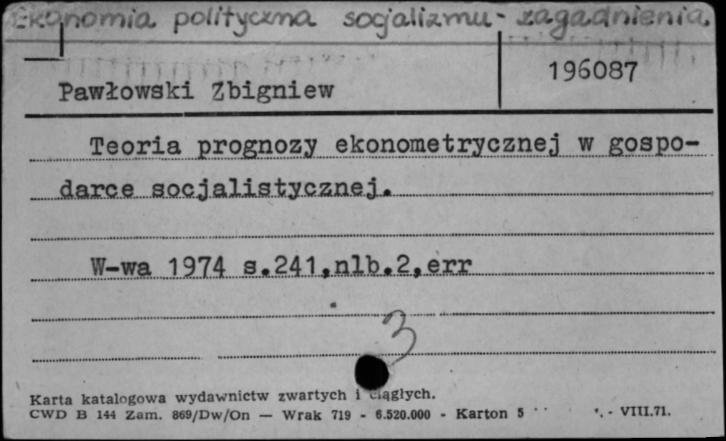 Ekonomia polityczna socjalizmu - zagadnienia
196087
Pawłowski Zbigniew
Teoria prognozy ekonometrycznej w gospo-
darce socjalistycznej.
W-wa 1974 s.241,nlb.2,err
3
Karta katalogowa wydawnictw zwartych i ciągłych.
CWD B 144 Zam. 869/Dw/On — Wrak 719 - 6.520.000 - Karton 5 - VIII.71.